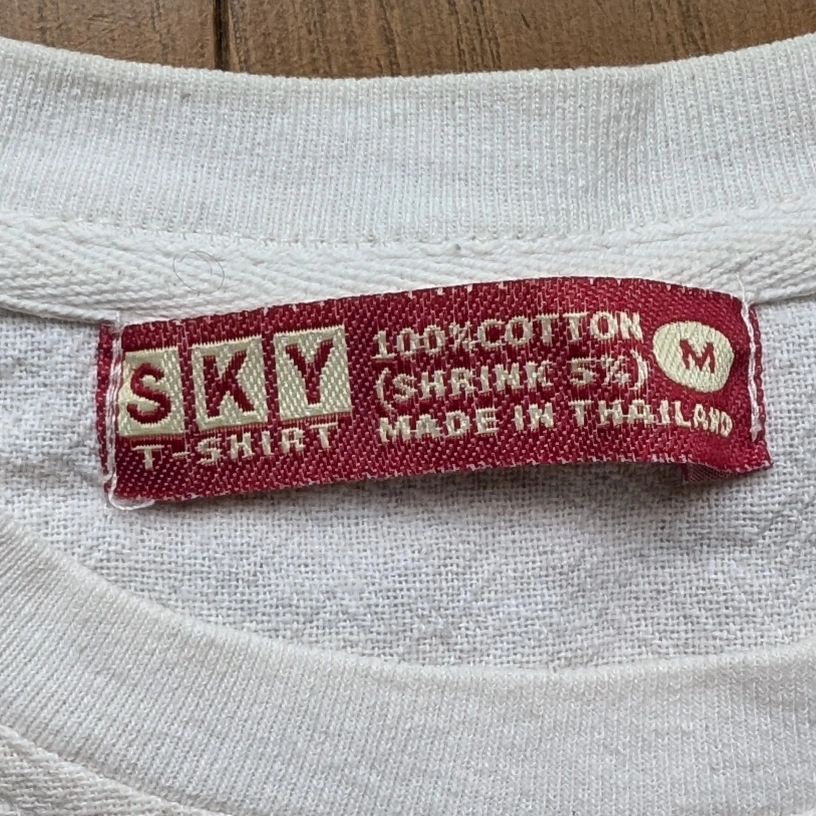 SKY
T-SHIRT
100%COTTON
(SHRINK 5%)
MADE IN THAILAND
M